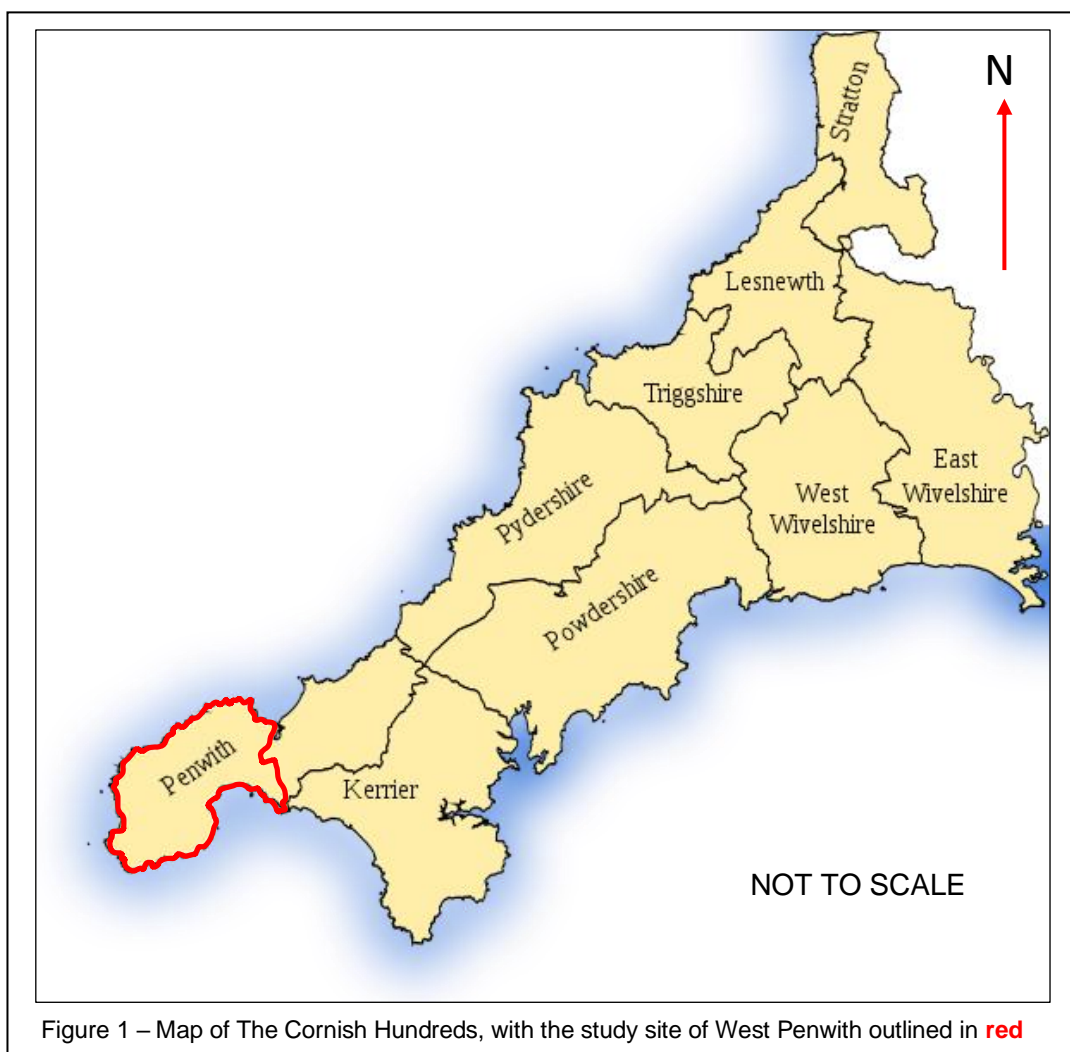 N
Stratton
Lesnewth
Triggshire
East
Wivelshire
West
Wivelshire
Pydershire
Powdershire
Penwith
Kerrier
NOT TO SCALE
Figure 1 – Map of The Cornish Hundreds, with the study site of West Penwith outlined in red